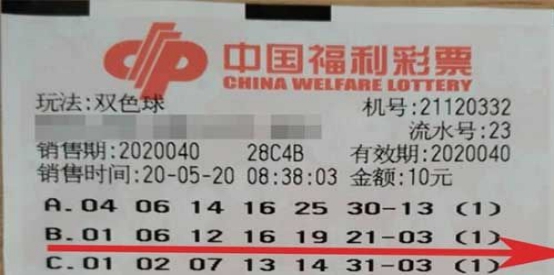 中国福利彩票
CHINA WELFARE LOTTERY
玩法:双色球 机号:21120332
流水号:23
销售期:2020040 28C4B 有效期:2020040
销售时间:20-05-20 08:38:03 金额:10元
A.04 06 14 16 25 30-13 (1)
B.01 06 12 16 19 21-03 (1)
C.01 02 07 13 14 31-03 (1)